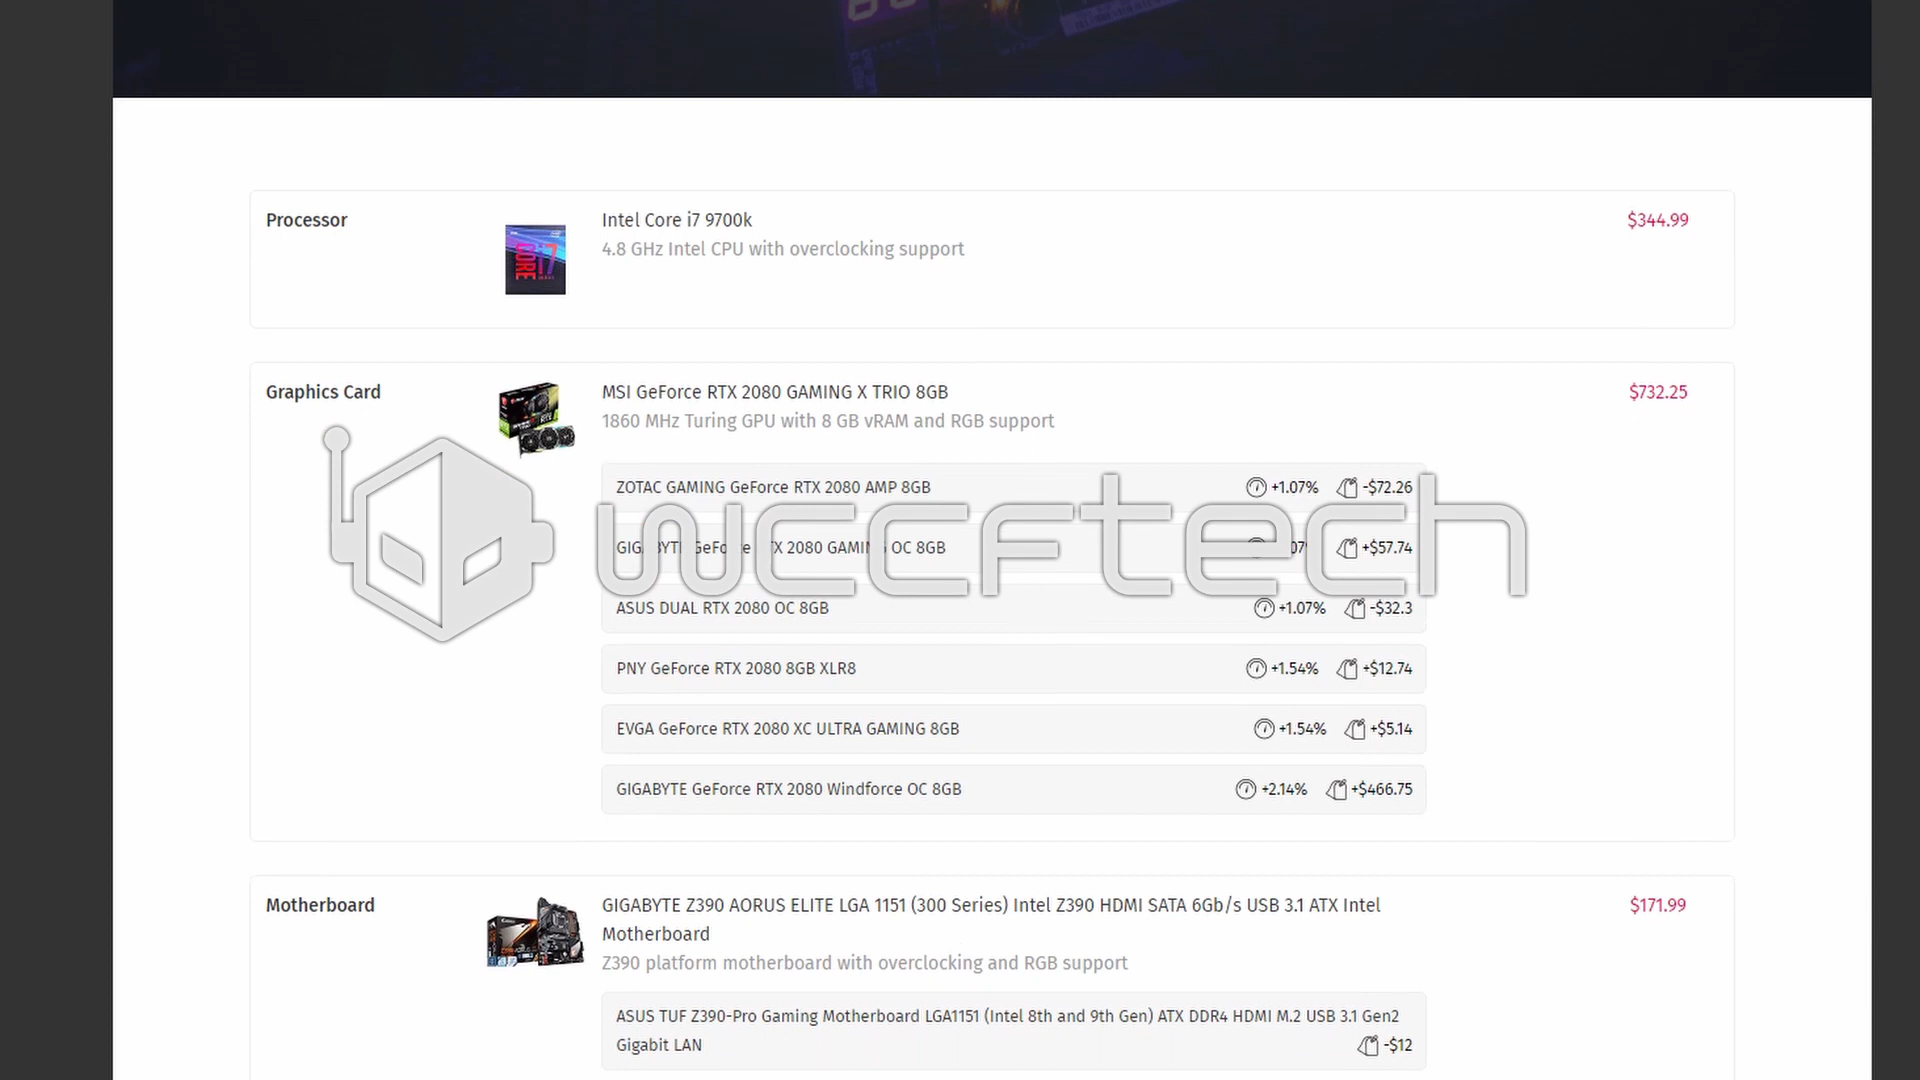 Processor
Intel Core i7 9700k
$344.99
4.8 GHz Intel CPU with overclocking support
CORE i7
Graphics Card
MSI GeForce RTX 2080 GAMING X TRIO 8GB
$732.25
1860 MHz Turing GPU with 8 GB vRAM and RGB support
wccftech
ZOTAC GAMING GeForce RTX 2080 AMP 8GB +1.07% -$72.26
2080 GAMING OC 8GB +$57.74
ASUS DUAL RTX 2080 OC 8GB +1.07% -$32.3
PNY GeForce RTX 2080 8GB XLR8 +1.54% +$12.74
EVGA GeForce RTX 2080 XC ULTRA GAMING 8GB +1.54% +$5.14
GIGABYTE GeForce RTX 2080 Windforce OC 8GB +2.14% +$466.75
Motherboard
GIGABYTE Z390 AORUS ELITE LGA 1151 (300 Series) Intel Z390 HDMI SATA 6Gb/s USB 3.1 ATX Intel
$171.99
Motherboard
Z390 platform motherboard with overclocking and RGB support
ASUS TUF Z390-Pro Gaming Motherboard LGA1151 (Intel 8th and 9th Gen) ATX DDR4 HDMI M.2 USB 3.1 Gen2
Gigabit LAN -$12